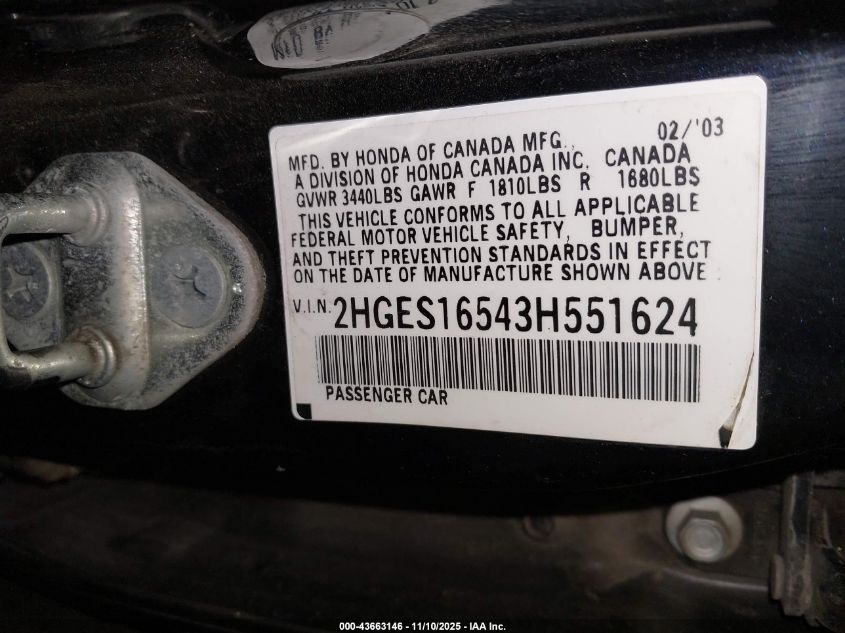 02/'03
MFD. BY HONDA OF CANADA MFG.,
A DIVISION OF HONDA CANADA INC, CANADA
GVWR 3440LBS GAWR F 1810LBS R 1680LBS
THIS VEHICLE CONFORMS TO ALL APPLICABLE
FEDERAL MOTOR VEHICLE SAFETY, BUMPER,
AND THEFT PREVENTION STANDARDS IN EFFECT
ON THE DATE OF MANUFACTURE SHOWN ABOVE.
V.I.N. 2HGES16543H551624
PASSENGER CAR
000-43663146 - 11/10/2025 - IAA Inc.